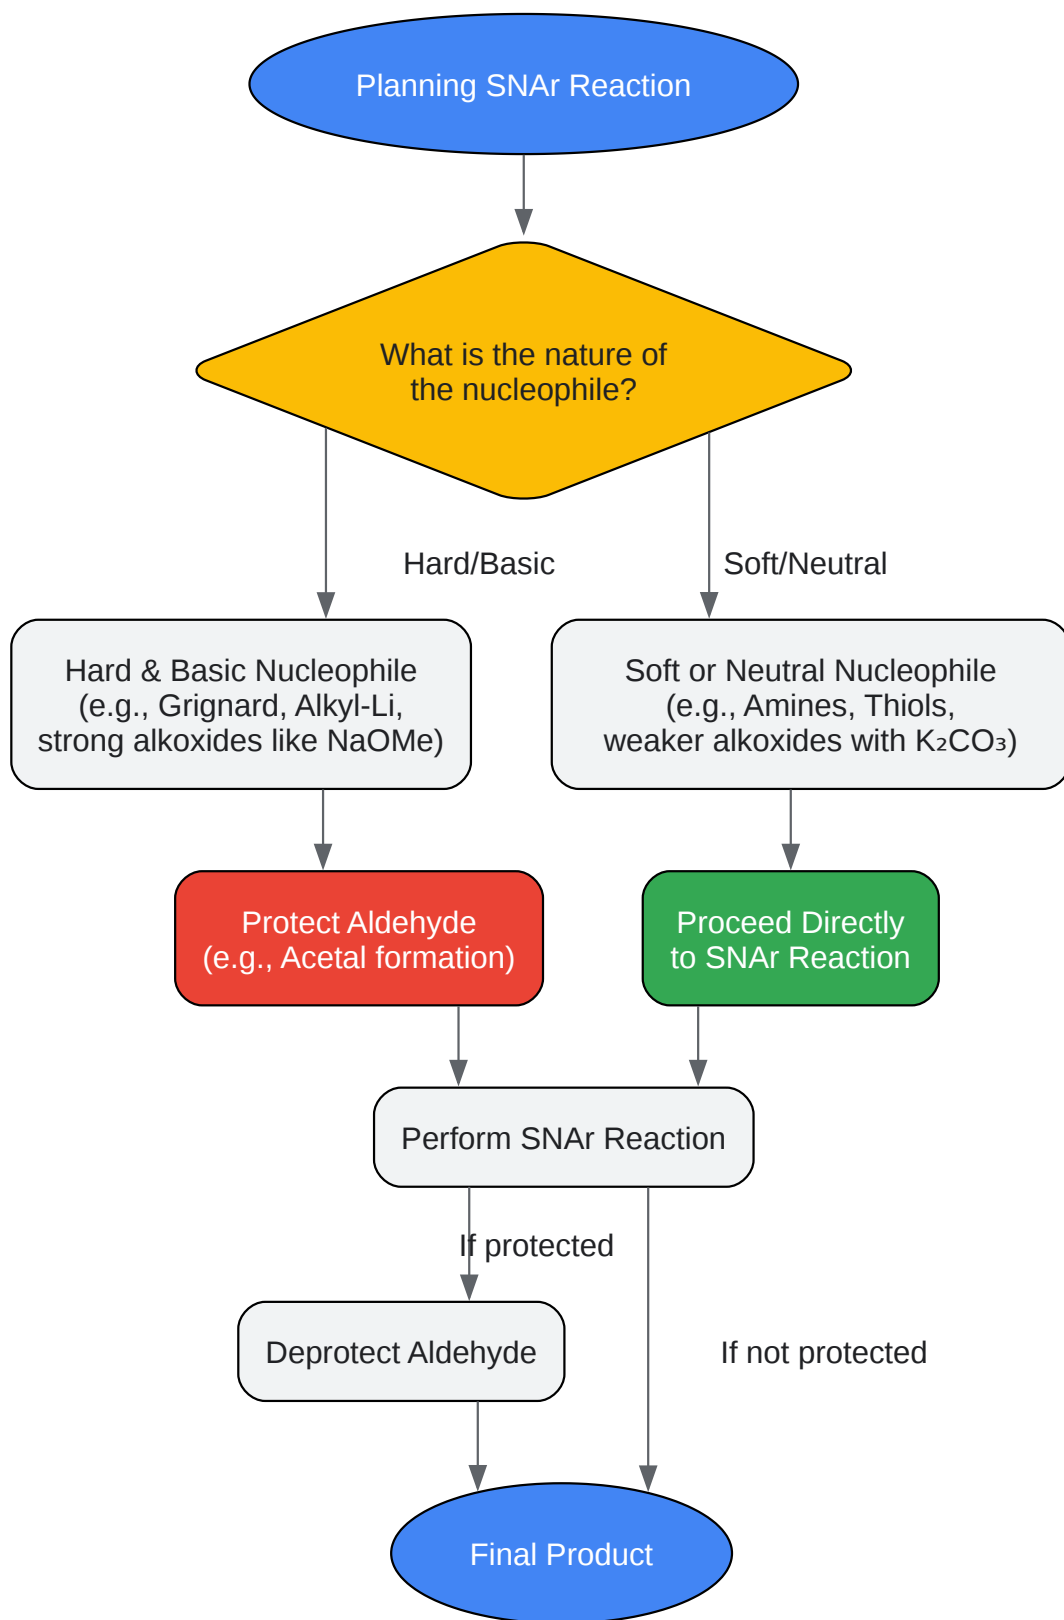 Planning SNAr Reaction
What is the nature of
the nucleophile?
Hard/Basic
Soft/Neutral
Hard & Basic Nucleophile
(e.g., Grignard, Alkyl-Li,
strong alkoxides like NaOMe)
Soft or Neutral Nucleophile
(e.g., Amines, Thiols,
weaker alkoxides with K₂CO₃)
Protect Aldehyde
(e.g., Acetal formation)
Proceed Directly
to SNAr Reaction
Perform SNAr Reaction
If protected
Deprotect Aldehyde
If not protected
Final Product